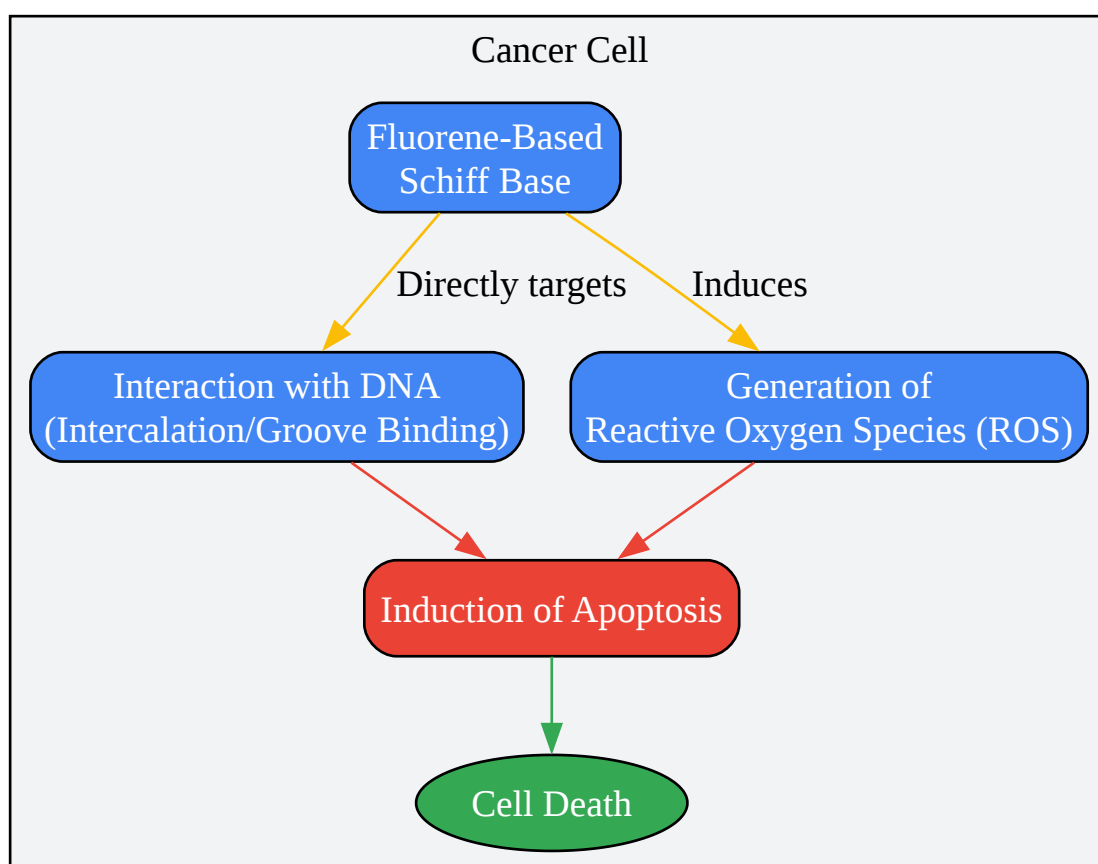 Cancer Cell
Fluorene-Based
Schiff Base
Directly targets
Induces
Interaction with DNA
(Intercalation/Groove Binding)
Generation of
Reactive Oxygen Species (ROS)
Induction of Apoptosis
Cell Death